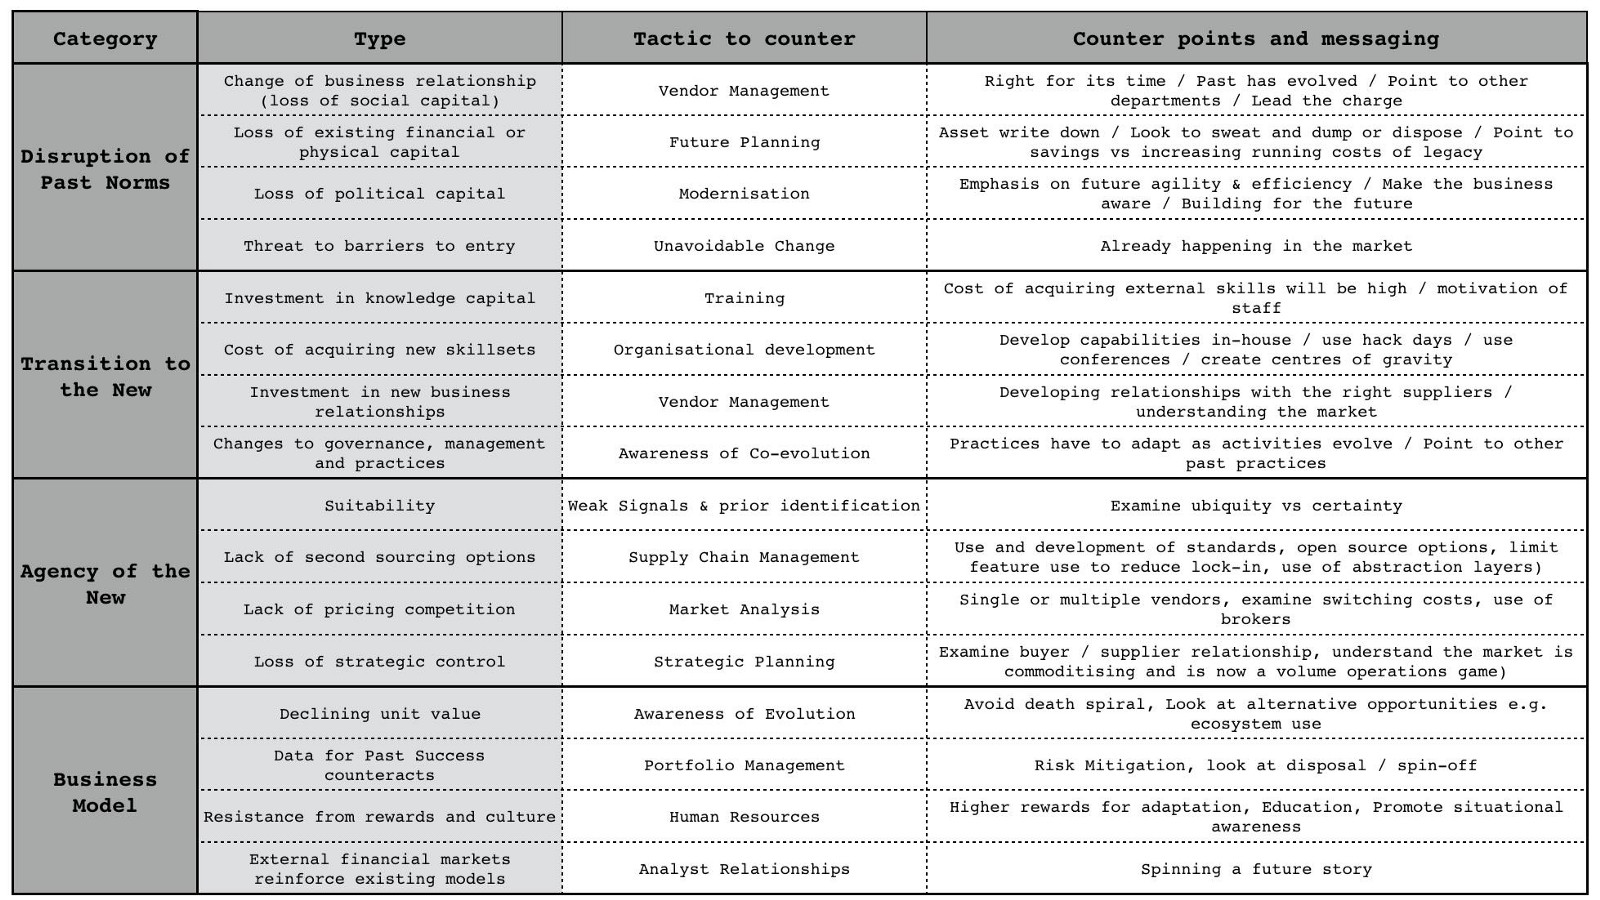 Category
Type
Tactic to counter
Counter points and messaging
Disruption of
Past Norms
Change of business relationship
(loss of social capital)
Vendor Management
Right for its time / Past has evolved / Point to other
departments / Lead the charge
Loss of existing financial or
physical capital
Future Planning
Asset write down / Look to sweat and dump or dispose / Point to
savings vs increasing running costs of legacy
Loss of political capital
Modernisation
Emphasis on future agility & efficiency / Make the business
aware / Building for the future
Threat to barriers to entry
Unavoidable Change
Already happening in the market
Transition to
the New
Investment in knowledge capital
Training
Cost of acquiring external skills will be high / motivation of
staff
Cost of acquiring new skillsets
Organisational development
Develop capabilities in-house / use hack days / use
conferences / create centres of gravity
Investment in new business
relationships
Vendor Management
Developing relationships with the right suppliers /
understanding the market
Changes to governance, management
and practices
Awareness of Co-evolution
Practices have to adapt as activities evolve / Point to other
past practices
Agency of the
New
Suitability
Weak Signals & prior identification
Examine ubiquity vs certainty
Lack of second sourcing options
Supply Chain Management
Use and development of standards, open source options, limit
feature use to reduce lock-in, use of abstraction layers)
Lack of pricing competition
Market Analysis
Single or multiple vendors, examine switching costs, use of
brokers
Loss of strategic control
Strategic Planning
Examine buyer / supplier relationship, understand the market is
commoditising and is now a volume operations game)
Business
Model
Declining unit value
Awareness of Evolution
Avoid death spiral, Look at alternative opportunities e.g.
ecosystem use
Data for Past Success
counteracts
Portfolio Management
Risk Mitigation, look at disposal / spin-off
Resistance from rewards and culture
Human Resources
Higher rewards for adaptation, Education, Promote situational
awareness
External financial markets
reinforce existing models
Analyst Relationships
Spinning a future story